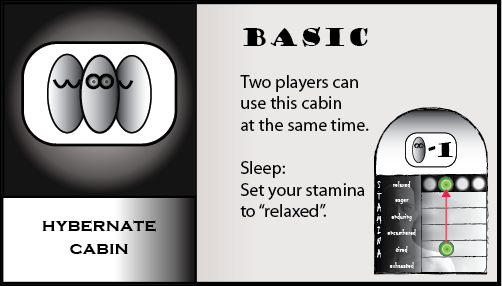 BASIC
Two players can
use this cabin
at the same time.
Sleep:
Set your stamina
to “relaxed”.
HYBERNATE
CABIN
-1
STAMINA
relaxed
eager
enduring
encumbered
tired
exhausted